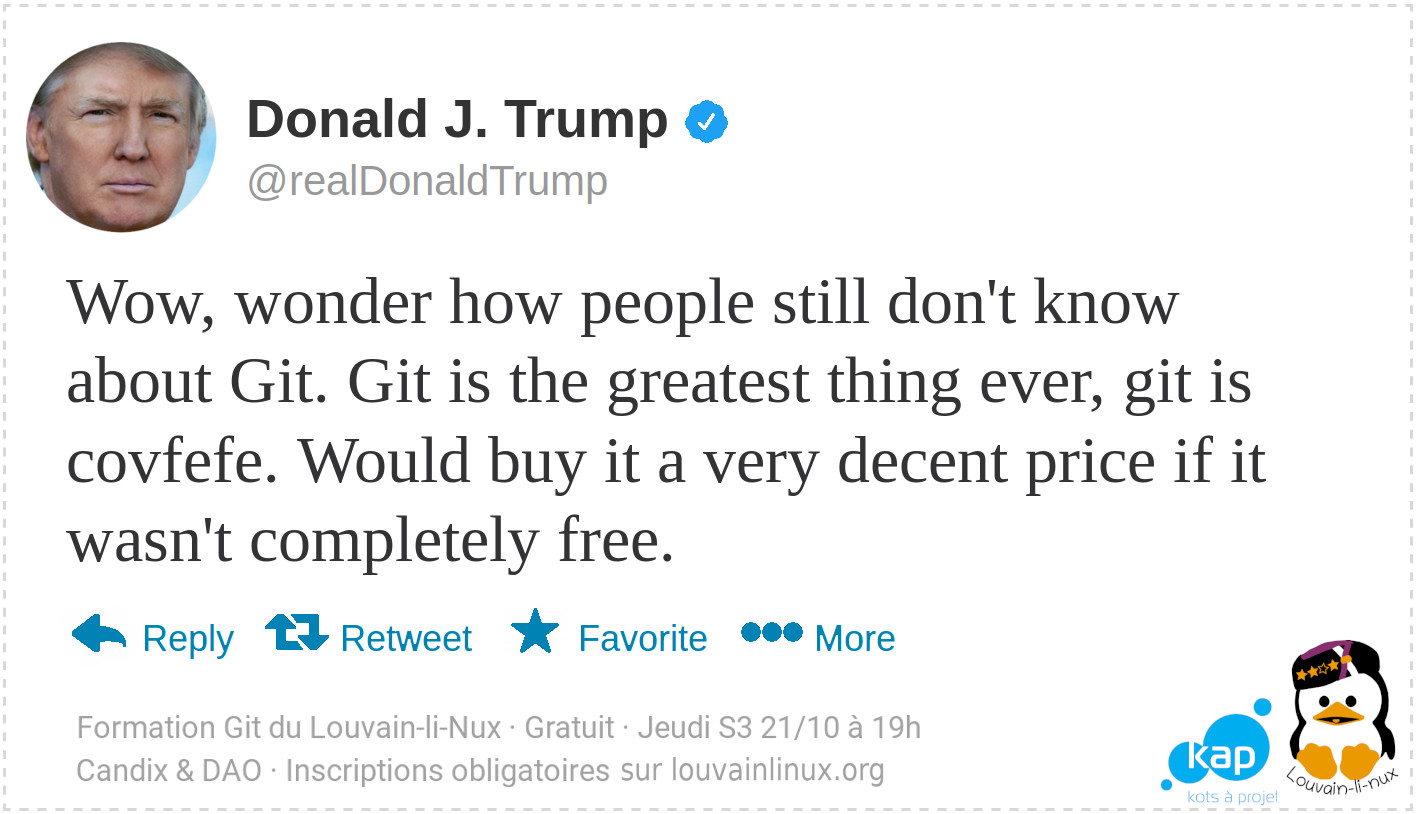 Donald J. Trump
@realDonaldTrump
Wow, wonder how people still don't know
about Git. Git is the greatest thing ever, git is
covfefe. Would buy it a very decent price if it
wasn't completely free.
Reply Retweet Favorite More
Formation Git du Louvain-li-Nux · Gratuit · Jeudi S3 21/10 à 19h
Candix & DAO · Inscriptions obligatoires sur louvainlinux.org
kap
kots à projet
Louvain-li-nux